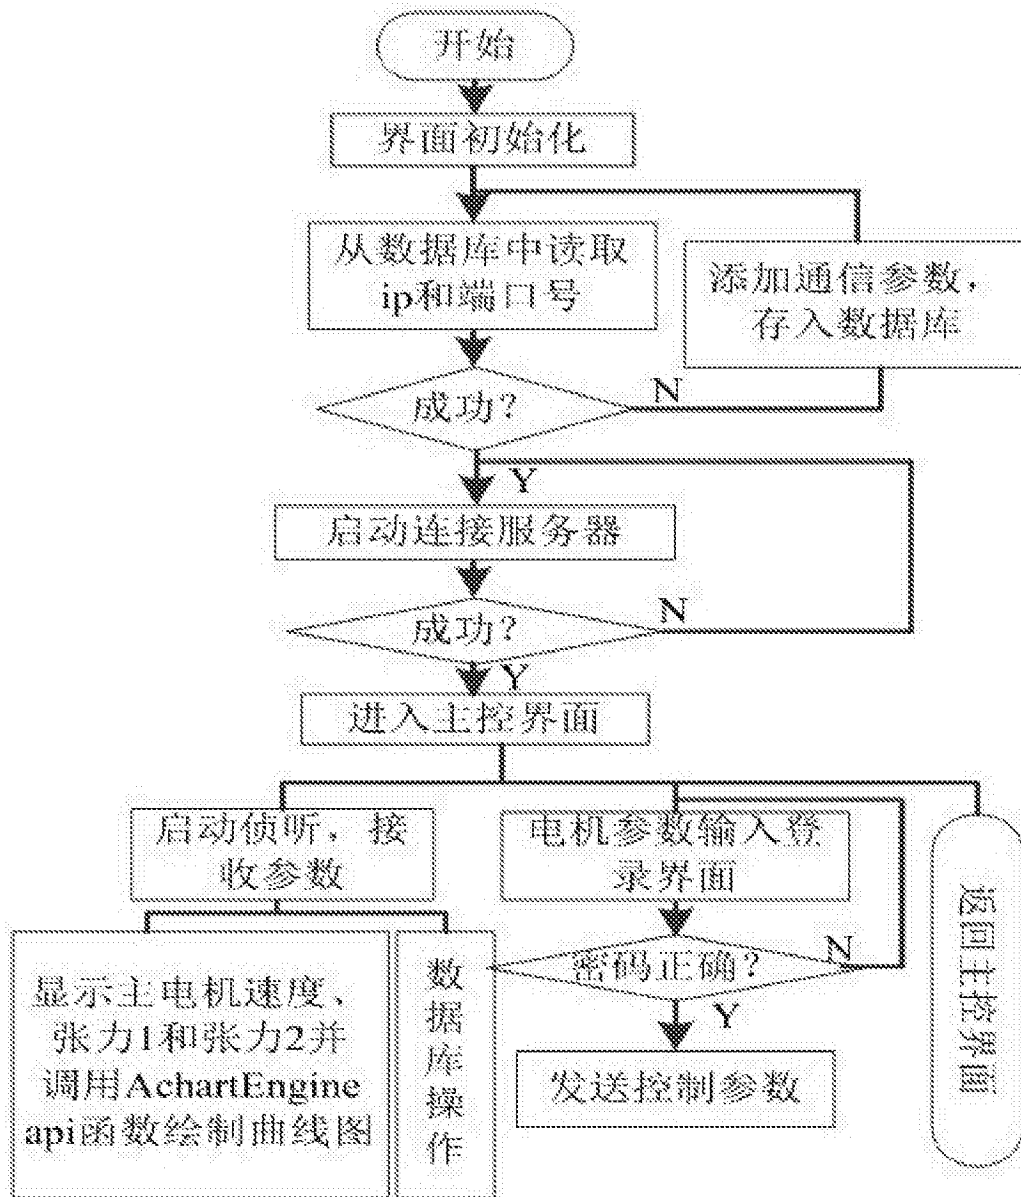 开始
界面初始化
从数据库中读取
ip和端口号
添加通信参数，
存入数据库
成功？
N
Y
启动连接服务器
成功？
N
Y
进入主控界面
启动侦听，接
收参数
电机参数输入登
录界面
返回主控界面
显示主电机速度、
张力1和张力2并
调用AchartEngine
api函数绘制曲线图
数据库操作
密码正确？
N
Y
发送控制参数